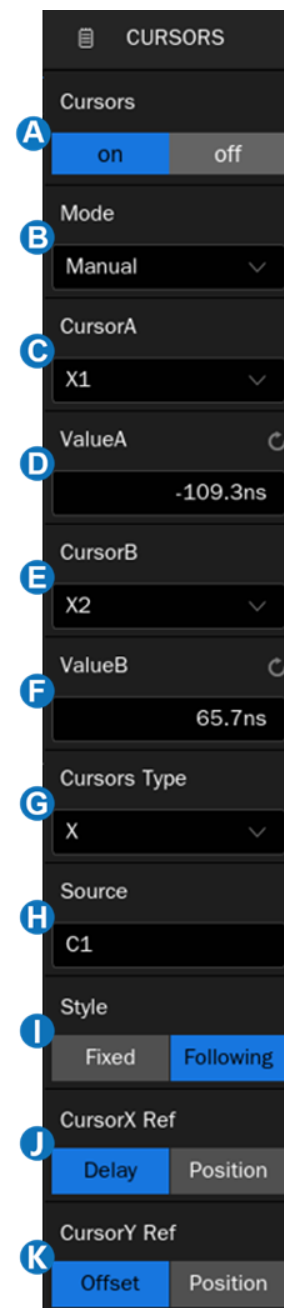 CURSORS
Cursors
A
on off
Mode
B
Manual
CursorA
C
X1
ValueA
D
-109.3ns
CursorB
E
X2
ValueB
F
65.7ns
Cursors Type
G
X
Source
H
C1
Style
I
Fixed Following
CursorX Ref
J
Delay Position
CursorY Ref
K
Offset Position